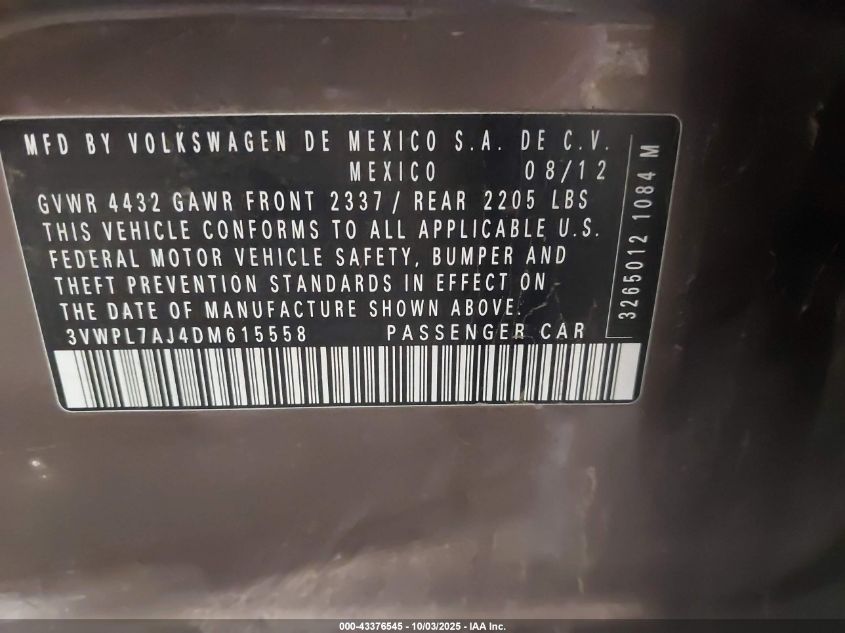 MFD BY VOLKSWAGEN DE MEXICO S.A. DE C.V.
MEXICO 08/12
GVWR 4432 GAWR FRONT 2337/ REAR 2205 LBS
THIS VEHICLE CONFORMS TO ALL APPLICABLE U.S.
FEDERAL MOTOR VEHICLE SAFETY, BUMPER AND
THEFT PREVENTION STANDARDS IN EFFECT ON
THE DATE OF MANUFACTURE SHOWN ABOVE.
3VWPL7AJ4DM615558 PASSENGER CAR
3265012 1084 M
000-43376545 - 10/03/2025 - IAA Inc.